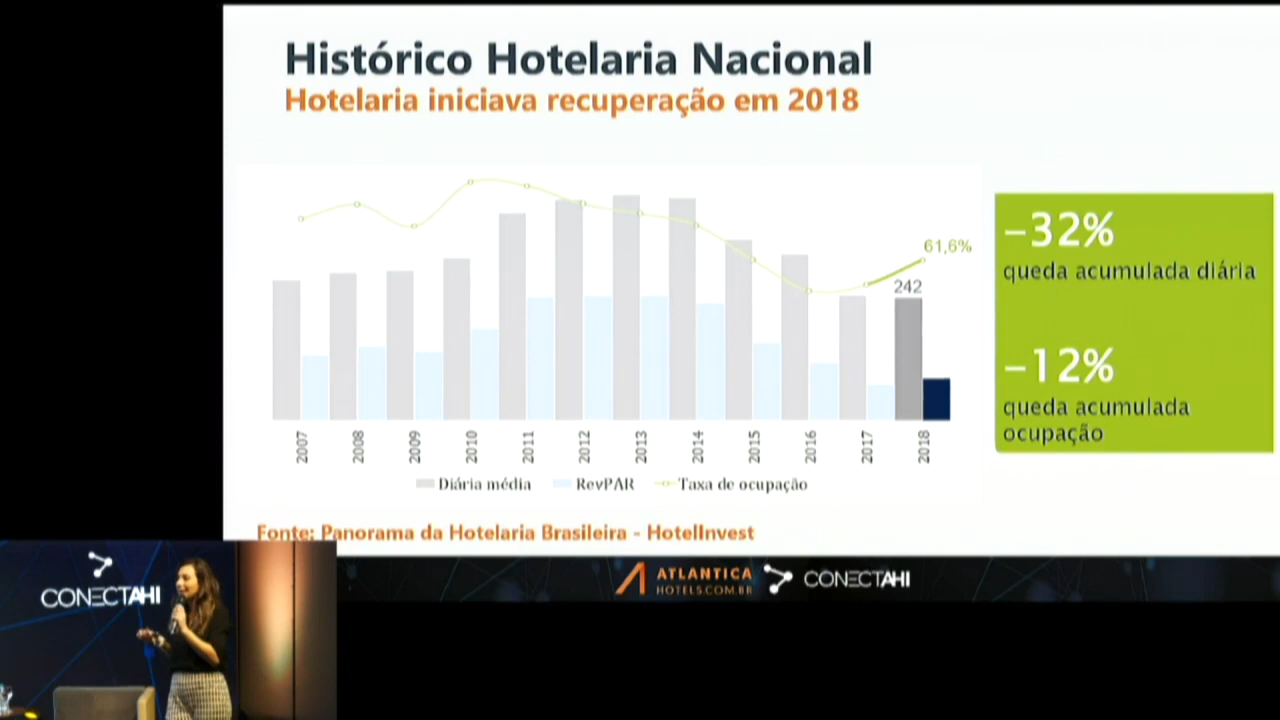 Histórico Hotelaria Nacional
Hotelaria iniciava recuperação em 2018
61,6%
242
2007 2008 2009 2010 2011 2012 2013 2014 2015 2016 2017 2018
Diária média RevPAR Taxa de ocupação
–32%
queda acumulada diária
–12%
queda acumulada
ocupação
Fonte: Panorama da Hotelaria Brasileira - HotelInvest
CONECTAHI
ATLANTICA
HOTELS.COM.BR
CONECTAHI